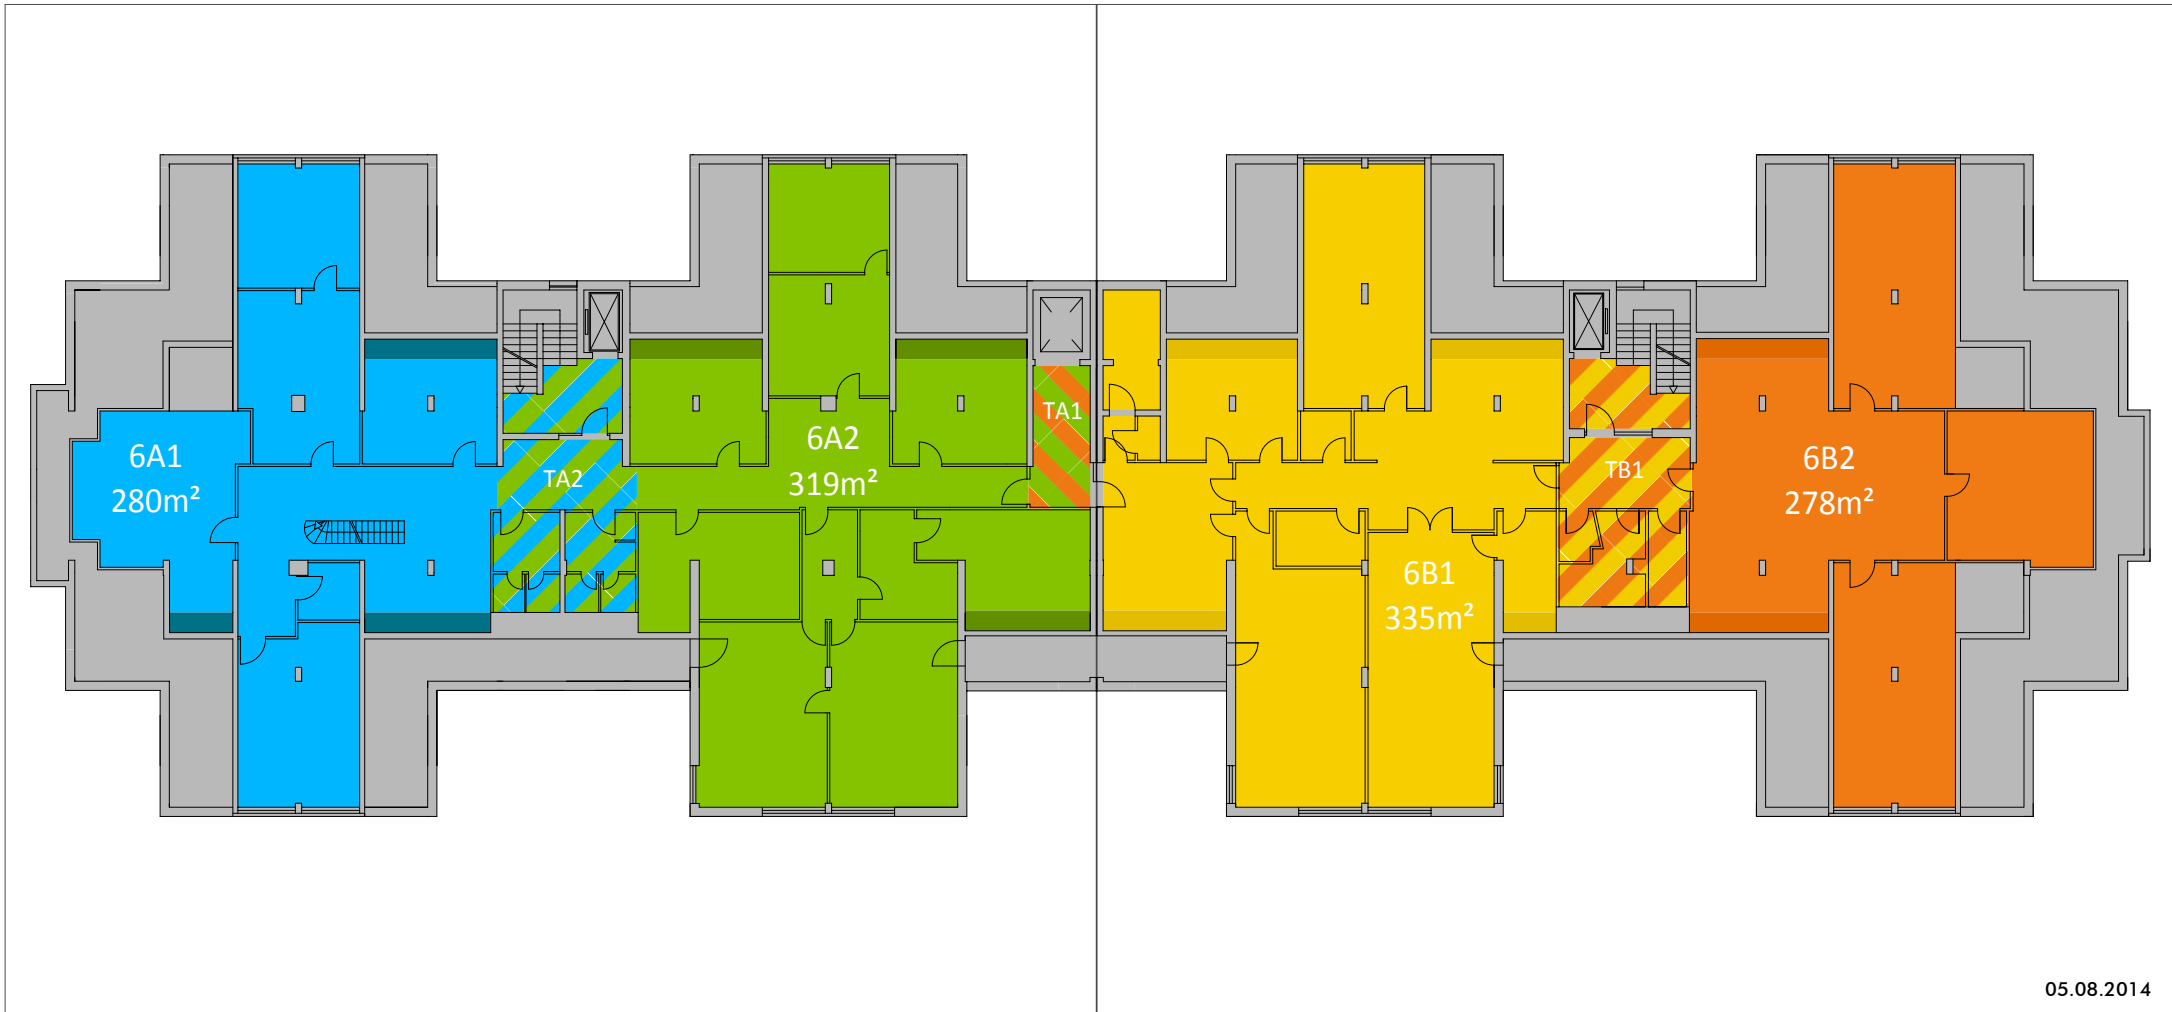 6A1
280m²
TA2
6A2
319m²
TA1
6B1
335m²
TB1
6B2
278m²
05.08.2014